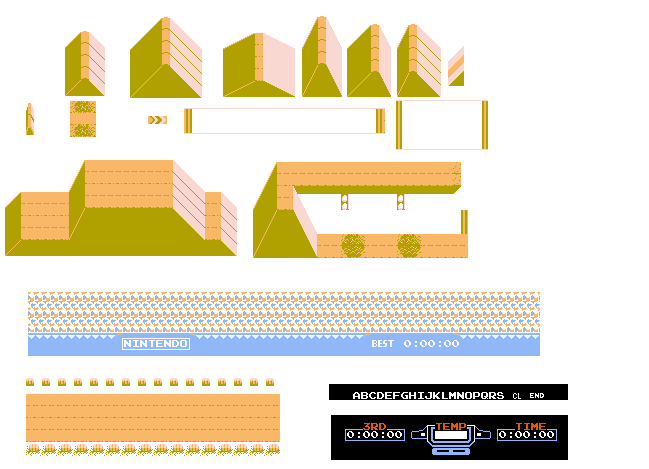 NINTENDO
BEST 0:00:00
ABCDEFGHIJKLMNOPQRS CL END
3RD TEMP TIME
0:00:00 0:00:00